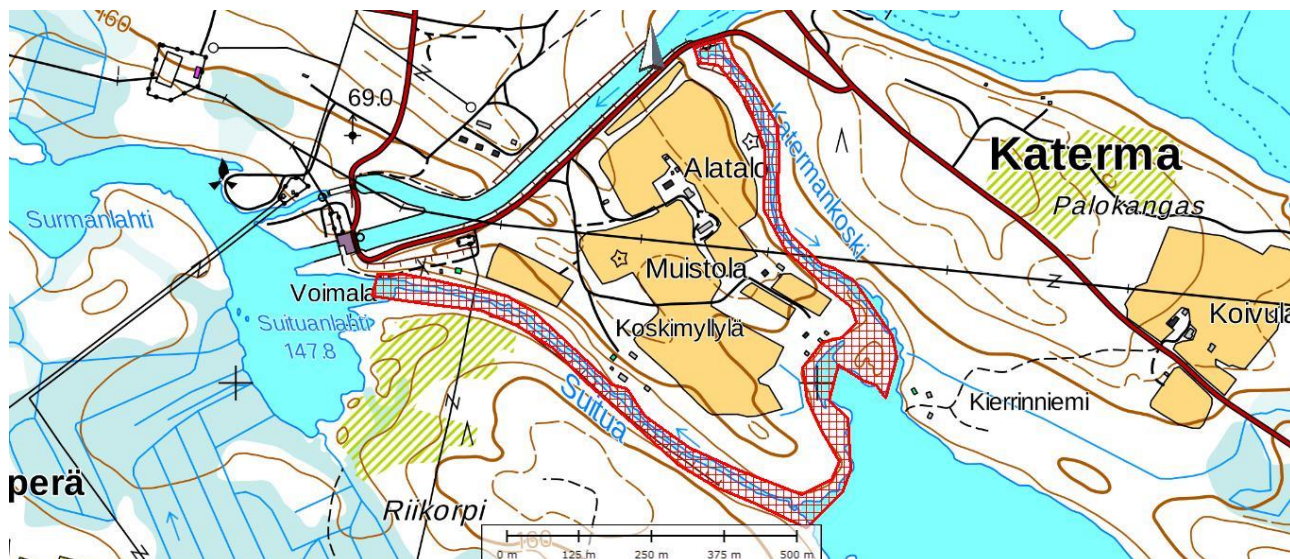 160
69.0
Katermankoski
Katerma
Alatalo
Palokangas
Surmanlahti
Muistola
Voimala
Suituanlahti
147.8
Koskimyllylä
Koivula
Suitua
Kierrinniemi
perä
Riikorpi
160
0 m 125 m 250 m 375 m 500 m